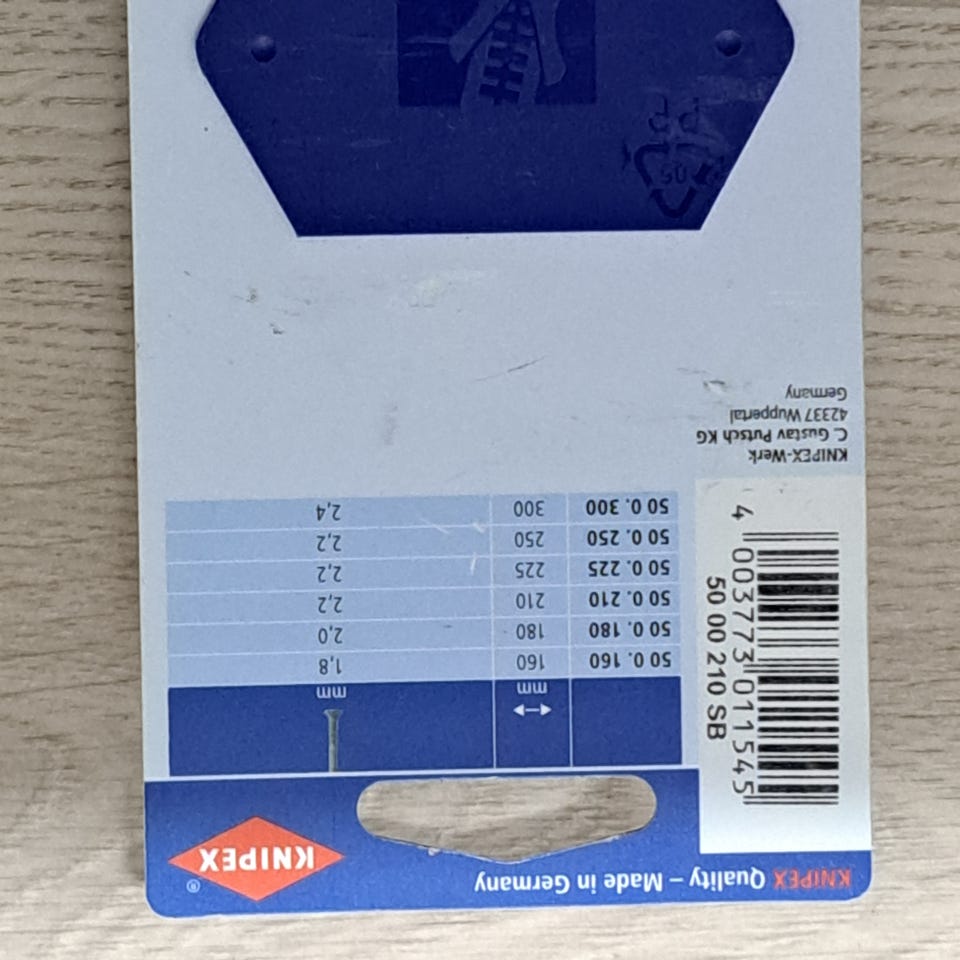 KNIPEX Quality – Made in Germany
KNIPEX ®
4 003773 011545
50 00 210 SB
mm mm
50 0. 160 160 1,8
50 0. 180 180 2,0
50 0. 210 210 2,2
50 0. 225 225 2,2
50 0. 250 250 2,2
50 0. 300 300 2,4
KNIPEX-Werk
C. Gustav Putsch KG
42337 Wuppertal
Germany
05
PP